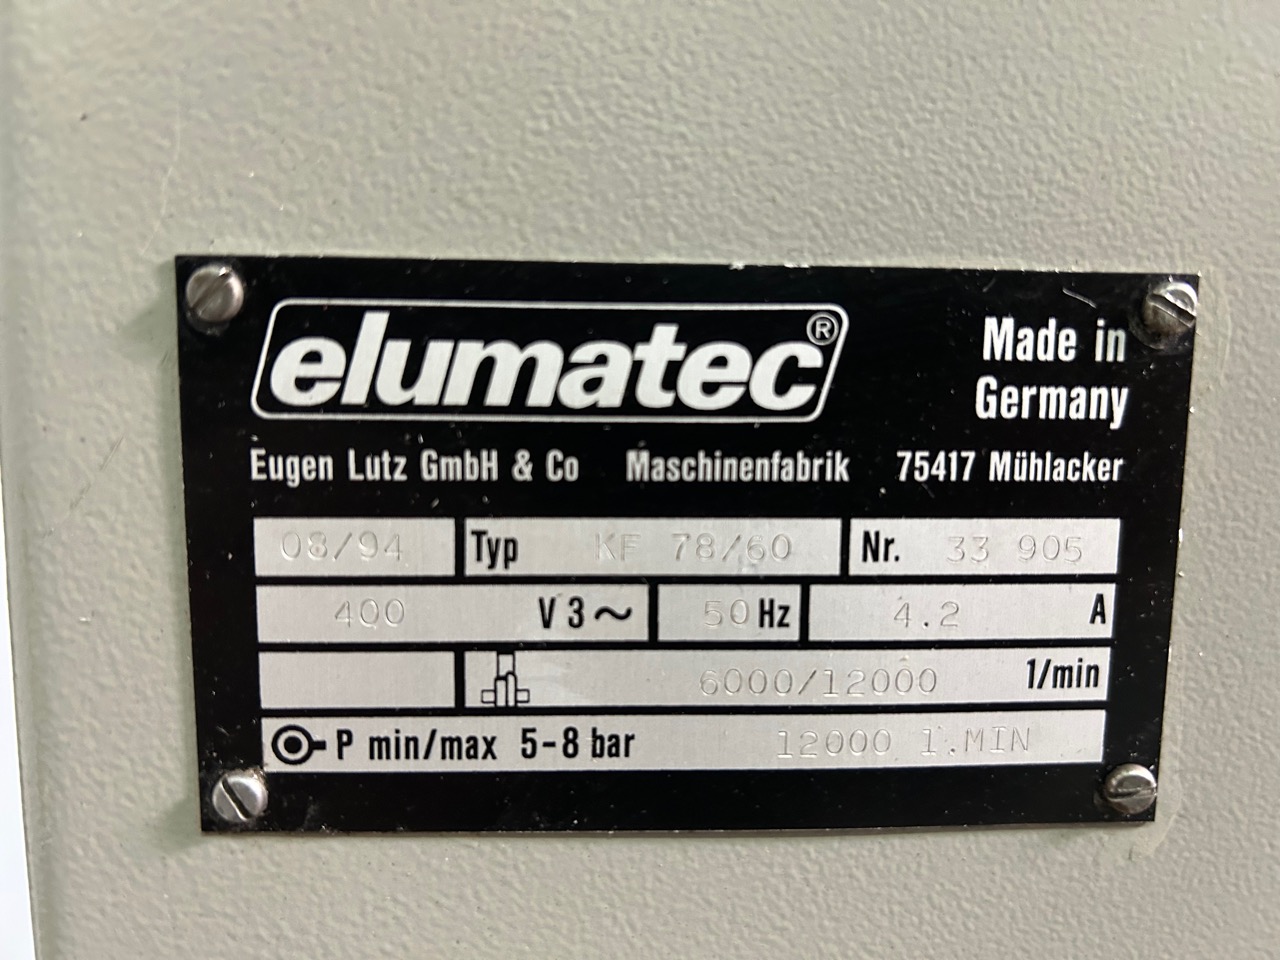 elumatec®
Made in
Germany
Eugen Lutz GmbH & Co Maschinenfabrik 75417 Mühlacker
08/94 Typ KF 78/60 Nr. 33 905
400 V 3~ 50 Hz 4.2 A
6000/12000 1/min
P min/max 5-8 bar 12000 1.MIN